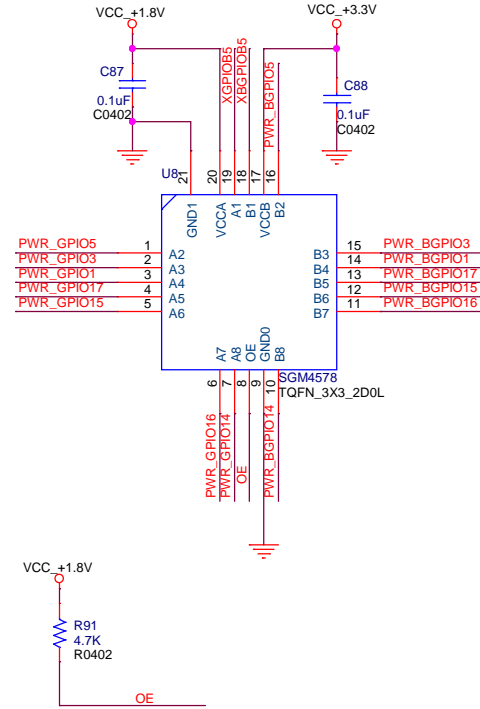 VCC_+1.8V
VCC_+3.3V
C87
0.1uF
C0402
XGPIOB5
XBGPIOB5
PWR_BGPIO5
C88
0.1uF
C0402
U8
21
20
19
18
17
16
GND1
VCCA
A1
B1
VCCB
B2
PWR_GPIO5
1
A2
B3
15
PWR_BGPIO3
PWR_GPIO3
2
A3
B4
14
PWR_BGPIO1
PWR_GPIO1
3
A4
B5
13
PWR_BGPIO17
PWR_GPIO17
4
A5
B6
12
PWR_BGPIO15
PWR_GPIO15
5
A6
B7
11
PWR_BGPIO16
A7
A8
OE
GND0
B8
6
7
8
9
10
SGM4578
TQFN_3X3_2D0L
PWR_GPIO16
PWR_GPIO14
OE
PWR_BGPIO14
VCC_+1.8V
R91
4.7K
R0402
OE